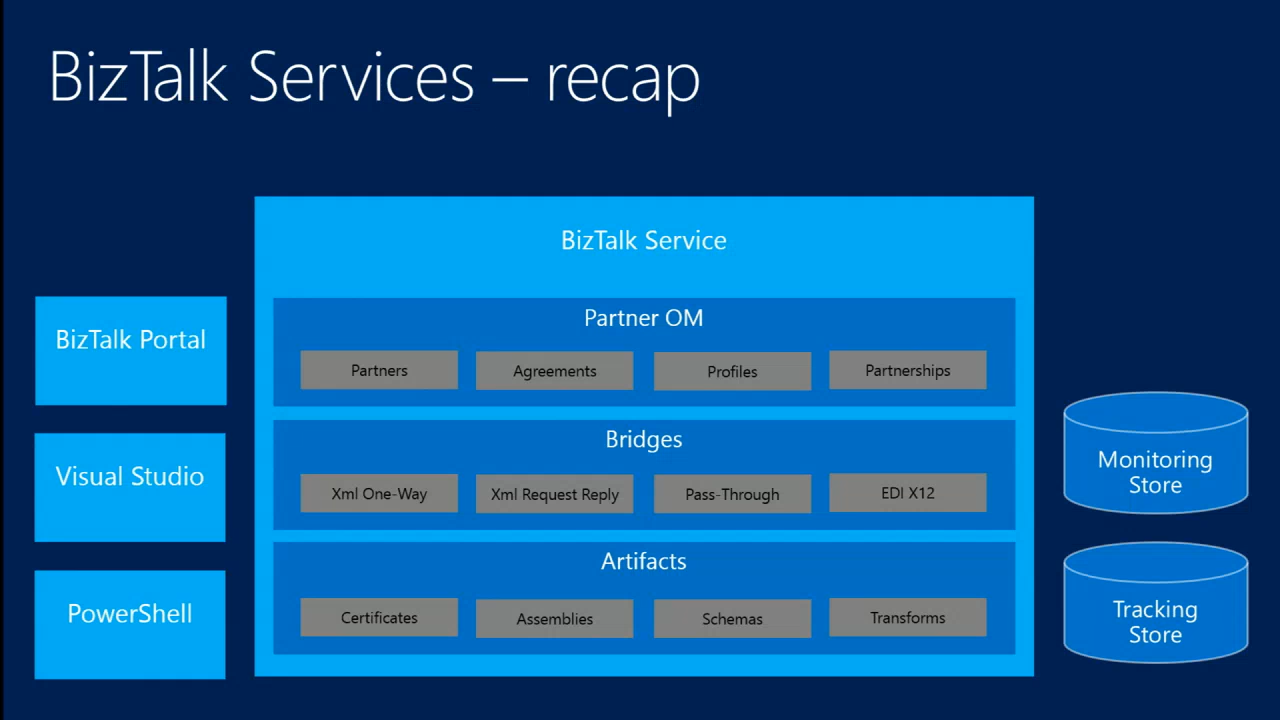 BizTalk Services – recap
BizTalk Service
BizTalk Portal
Visual Studio
PowerShell
Partner OM
Partners
Agreements
Profiles
Partnerships
Bridges
Xml One-Way
Xml Request Reply
Pass-Through
EDI X12
Artifacts
Certificates
Assemblies
Schemas
Transforms
Monitoring
Store
Tracking
Store